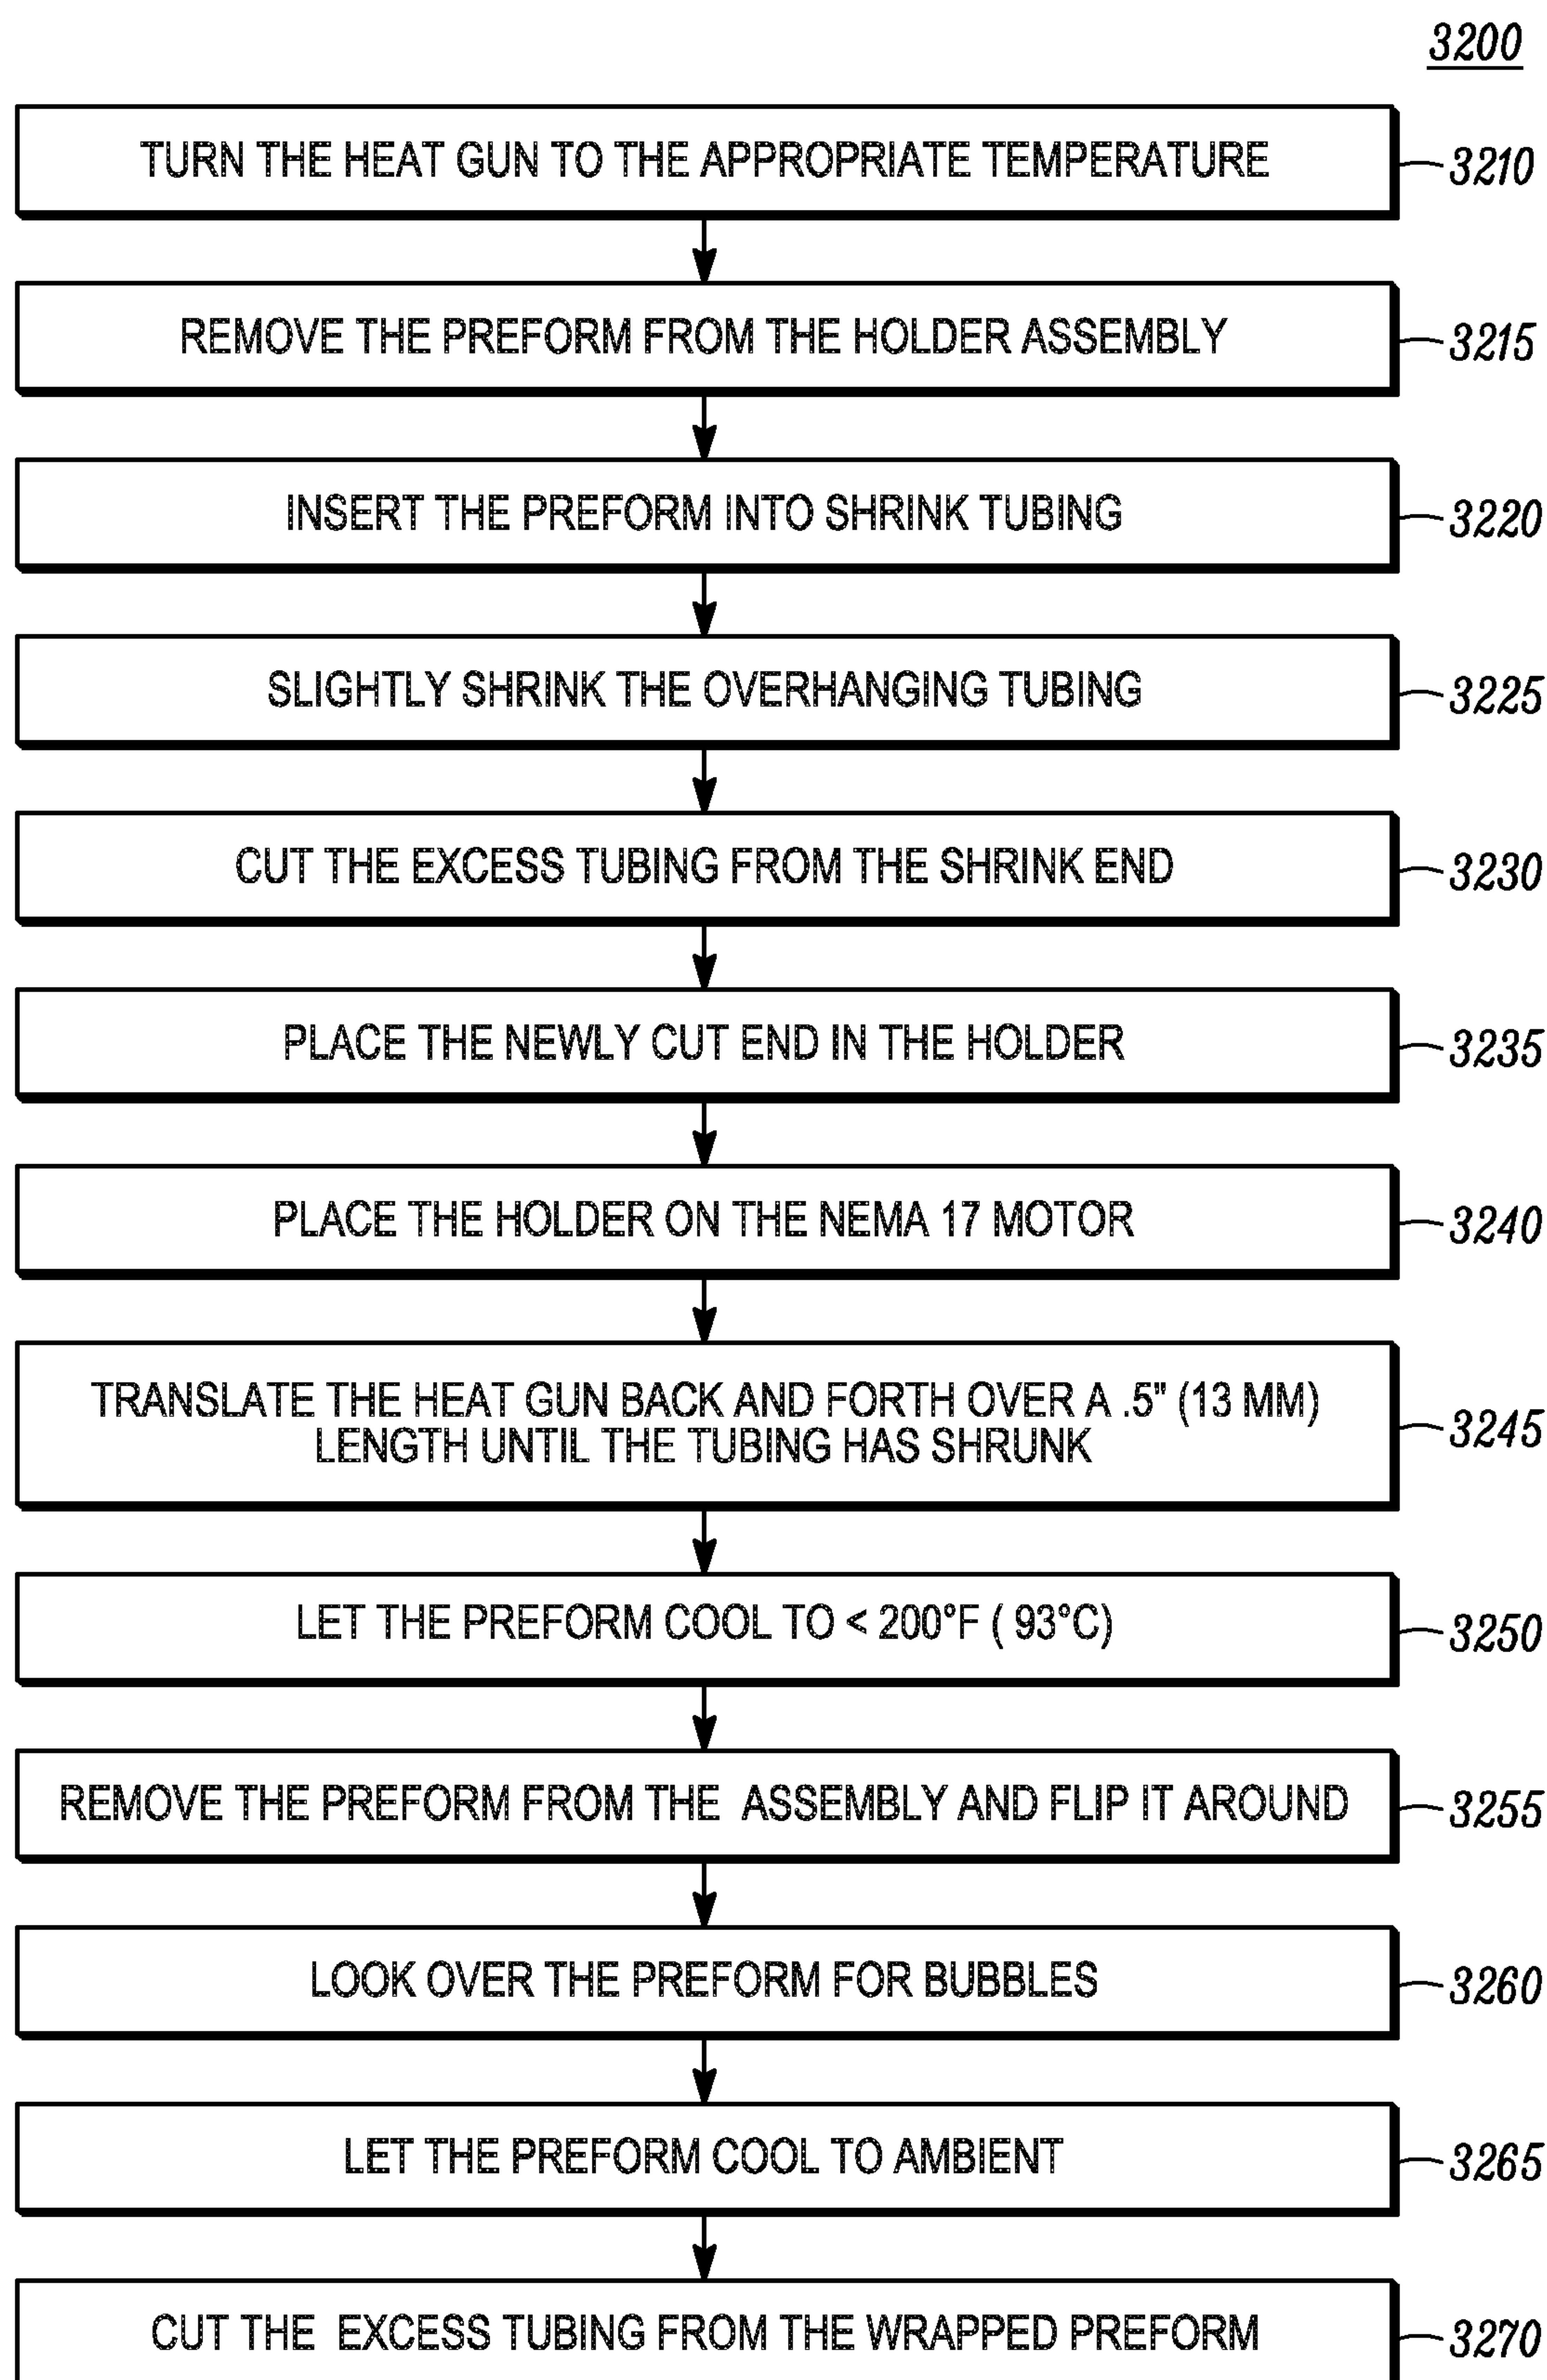 3200
TURN THE HEAT GUN TO THE APPROPRIATE TEMPERATURE
3210
REMOVE THE PREFORM FROM THE HOLDER ASSEMBLY
3215
INSERT THE PREFORM INTO SHRINK TUBING
3220
SLIGHTLY SHRINK THE OVERHANGING TUBING
3225
CUT THE EXCESS TUBING FROM THE SHRINK END
3230
PLACE THE NEWLY CUT END IN THE HOLDER
3235
PLACE THE HOLDER ON THE NEMA 17 MOTOR
3240
TRANSLATE THE HEAT GUN BACK AND FORTH OVER A .5" (13 MM)
LENGTH UNTIL THE TUBING HAS SHRUNK
3245
LET THE PREFORM COOL TO < 200°F ( 93°C)
3250
REMOVE THE PREFORM FROM THE ASSEMBLY AND FLIP IT AROUND
3255
LOOK OVER THE PREFORM FOR BUBBLES
3260
LET THE PREFORM COOL TO AMBIENT
3265
CUT THE EXCESS TUBING FROM THE WRAPPED PREFORM
3270